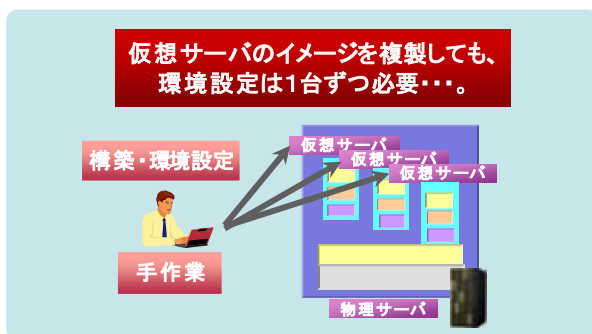 仮想サーバのイメージを複製しても、
環境設定は1台ずつ必要・・・。
構築・環境設定
手作業
仮想サーバ
仮想サーバ
仮想サーバ
物理サーバ